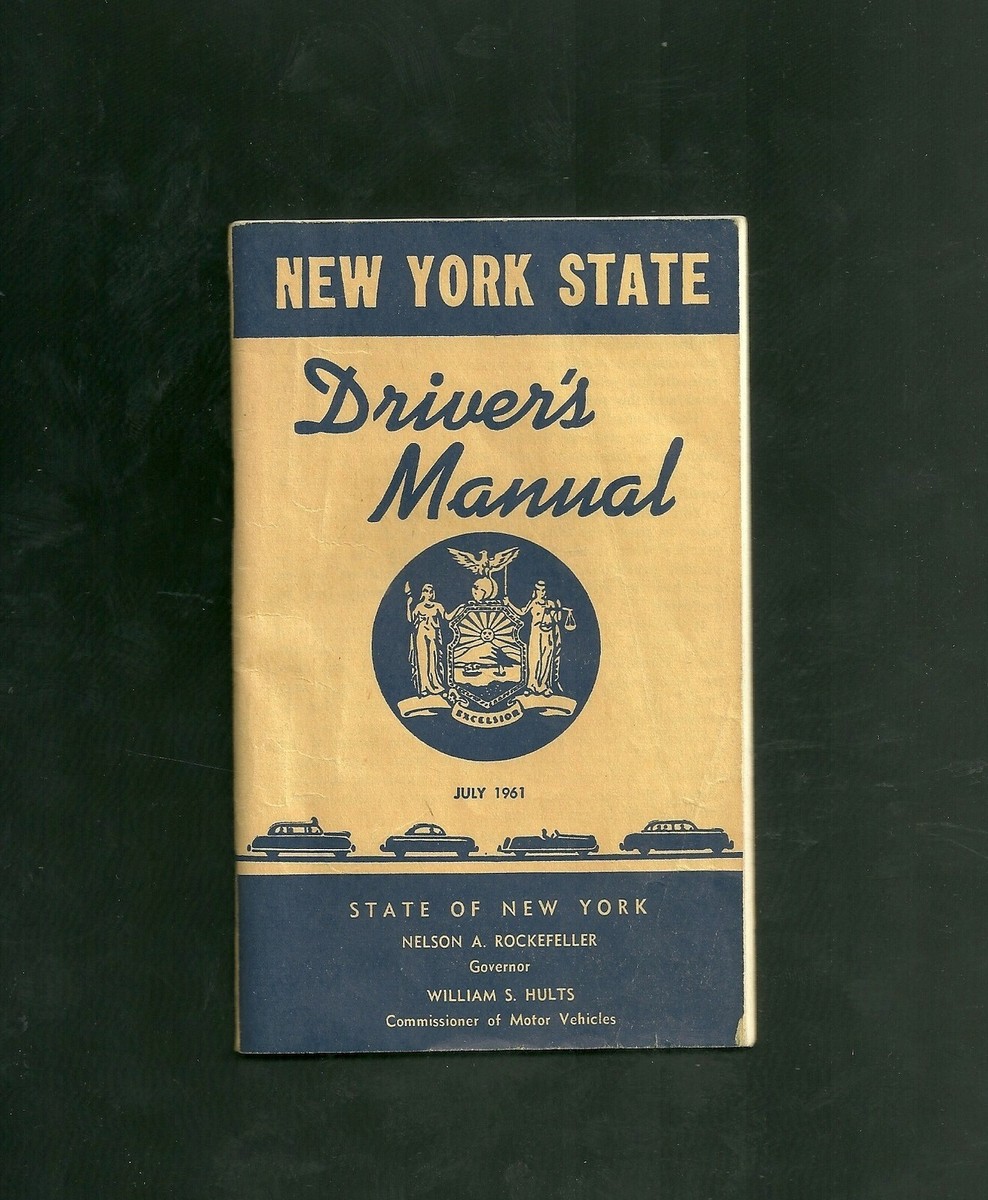 NEW YORK STATE
Driver's
Manual
EXCELSIOR
JULY 1961
STATE OF NEW YORK
NELSON A. ROCKEFELLER
Governor
WILLIAM S. HULTS
Commissioner of Motor Vehicles